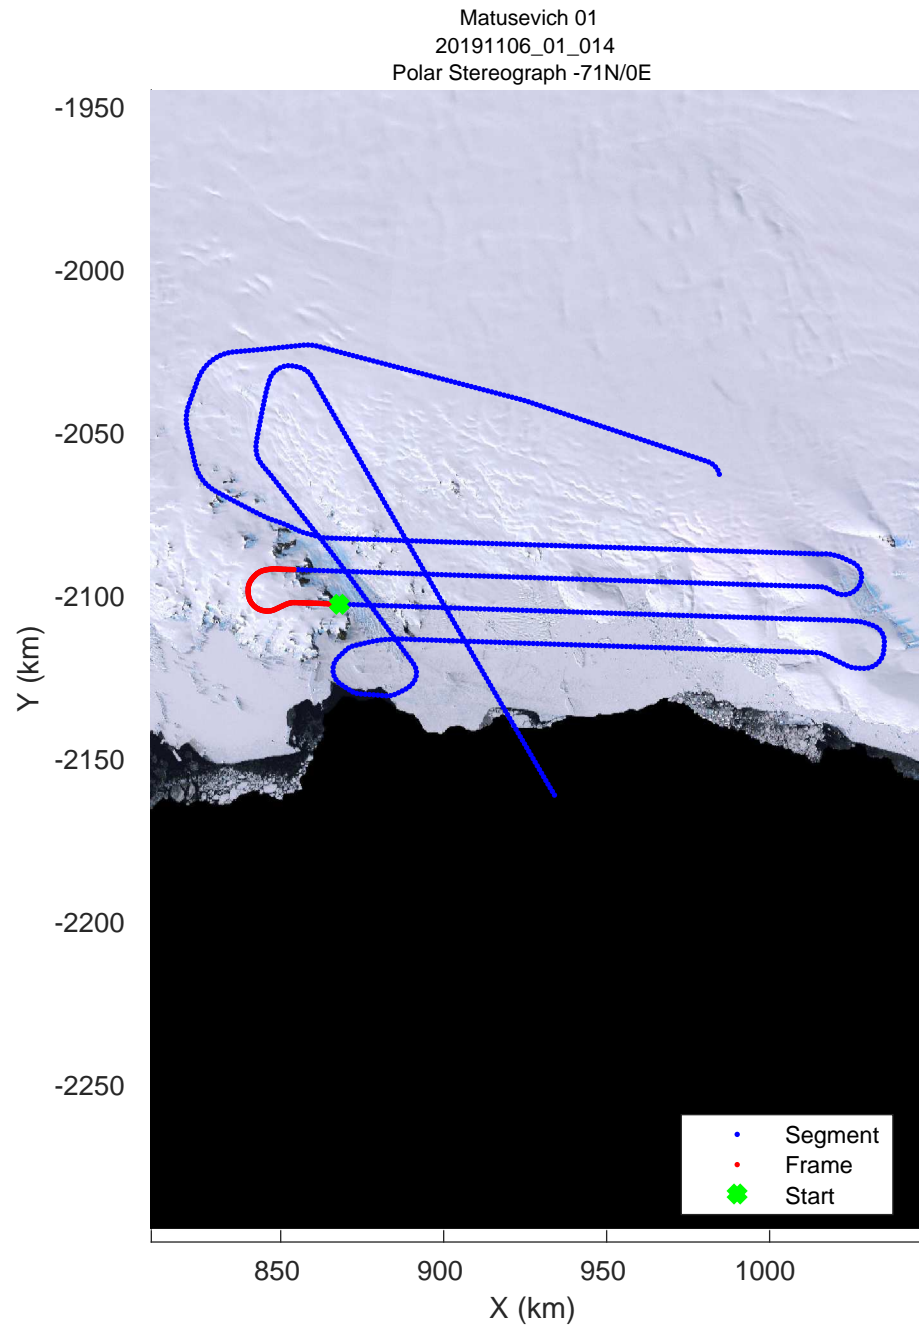 Matusevich 01
20191106_01_014
Polar Stereograph -71N/0E
-1950
-2000
-2050
-2100
-2150
-2200
-2250
Y (km)
850
900
950
1000
X (km)
Segment
Frame
Start